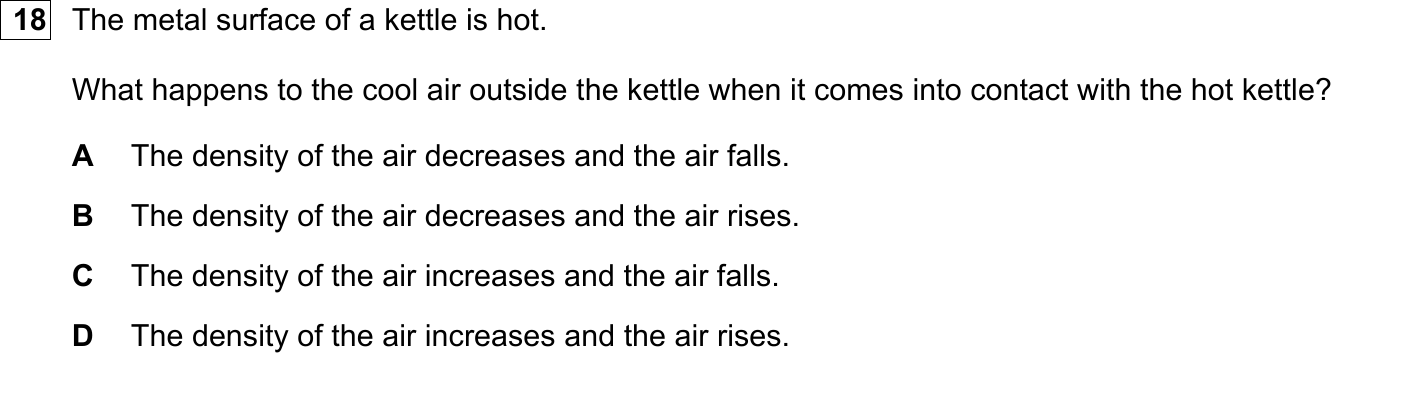 18 The metal surface of a kettle is hot.
What happens to the cool air outside the kettle when it comes into contact with the hot kettle?
A The density of the air decreases and the air falls.
B The density of the air decreases and the air rises.
C The density of the air increases and the air falls.
D The density of the air increases and the air rises.